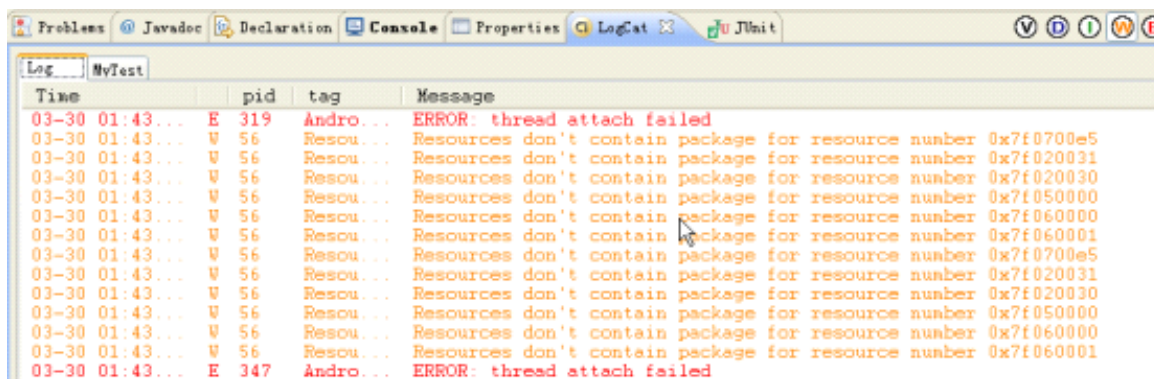 Problems @ Javadoc Declaration Console Properties LogCat JUnit V D I W E
Log MyTest
Time pid tag Message
03-30 01:43... E 319 Andro... ERROR: thread attach failed
03-30 01:43... W 56 Resou... Resources don't contain package for resource number 0x7f0700e5
03-30 01:43... W 56 Resou... Resources don't contain package for resource number 0x7f020031
03-30 01:43... W 56 Resou... Resources don't contain package for resource number 0x7f020030
03-30 01:43... W 56 Resou... Resources don't contain package for resource number 0x7f050000
03-30 01:43... W 56 Resou... Resources don't contain package for resource number 0x7f060000
03-30 01:43... W 56 Resou... Resources don't contain package for resource number 0x7f060001
03-30 01:43... W 56 Resou... Resources don't contain package for resource number 0x7f0700e5
03-30 01:43... W 56 Resou... Resources don't contain package for resource number 0x7f020031
03-30 01:43... W 56 Resou... Resources don't contain package for resource number 0x7f020030
03-30 01:43... W 56 Resou... Resources don't contain package for resource number 0x7f050000
03-30 01:43... W 56 Resou... Resources don't contain package for resource number 0x7f060000
03-30 01:43... W 56 Resou... Resources don't contain package for resource number 0x7f060001
03-30 01:43... E 347 Andro... ERROR: thread attach failed